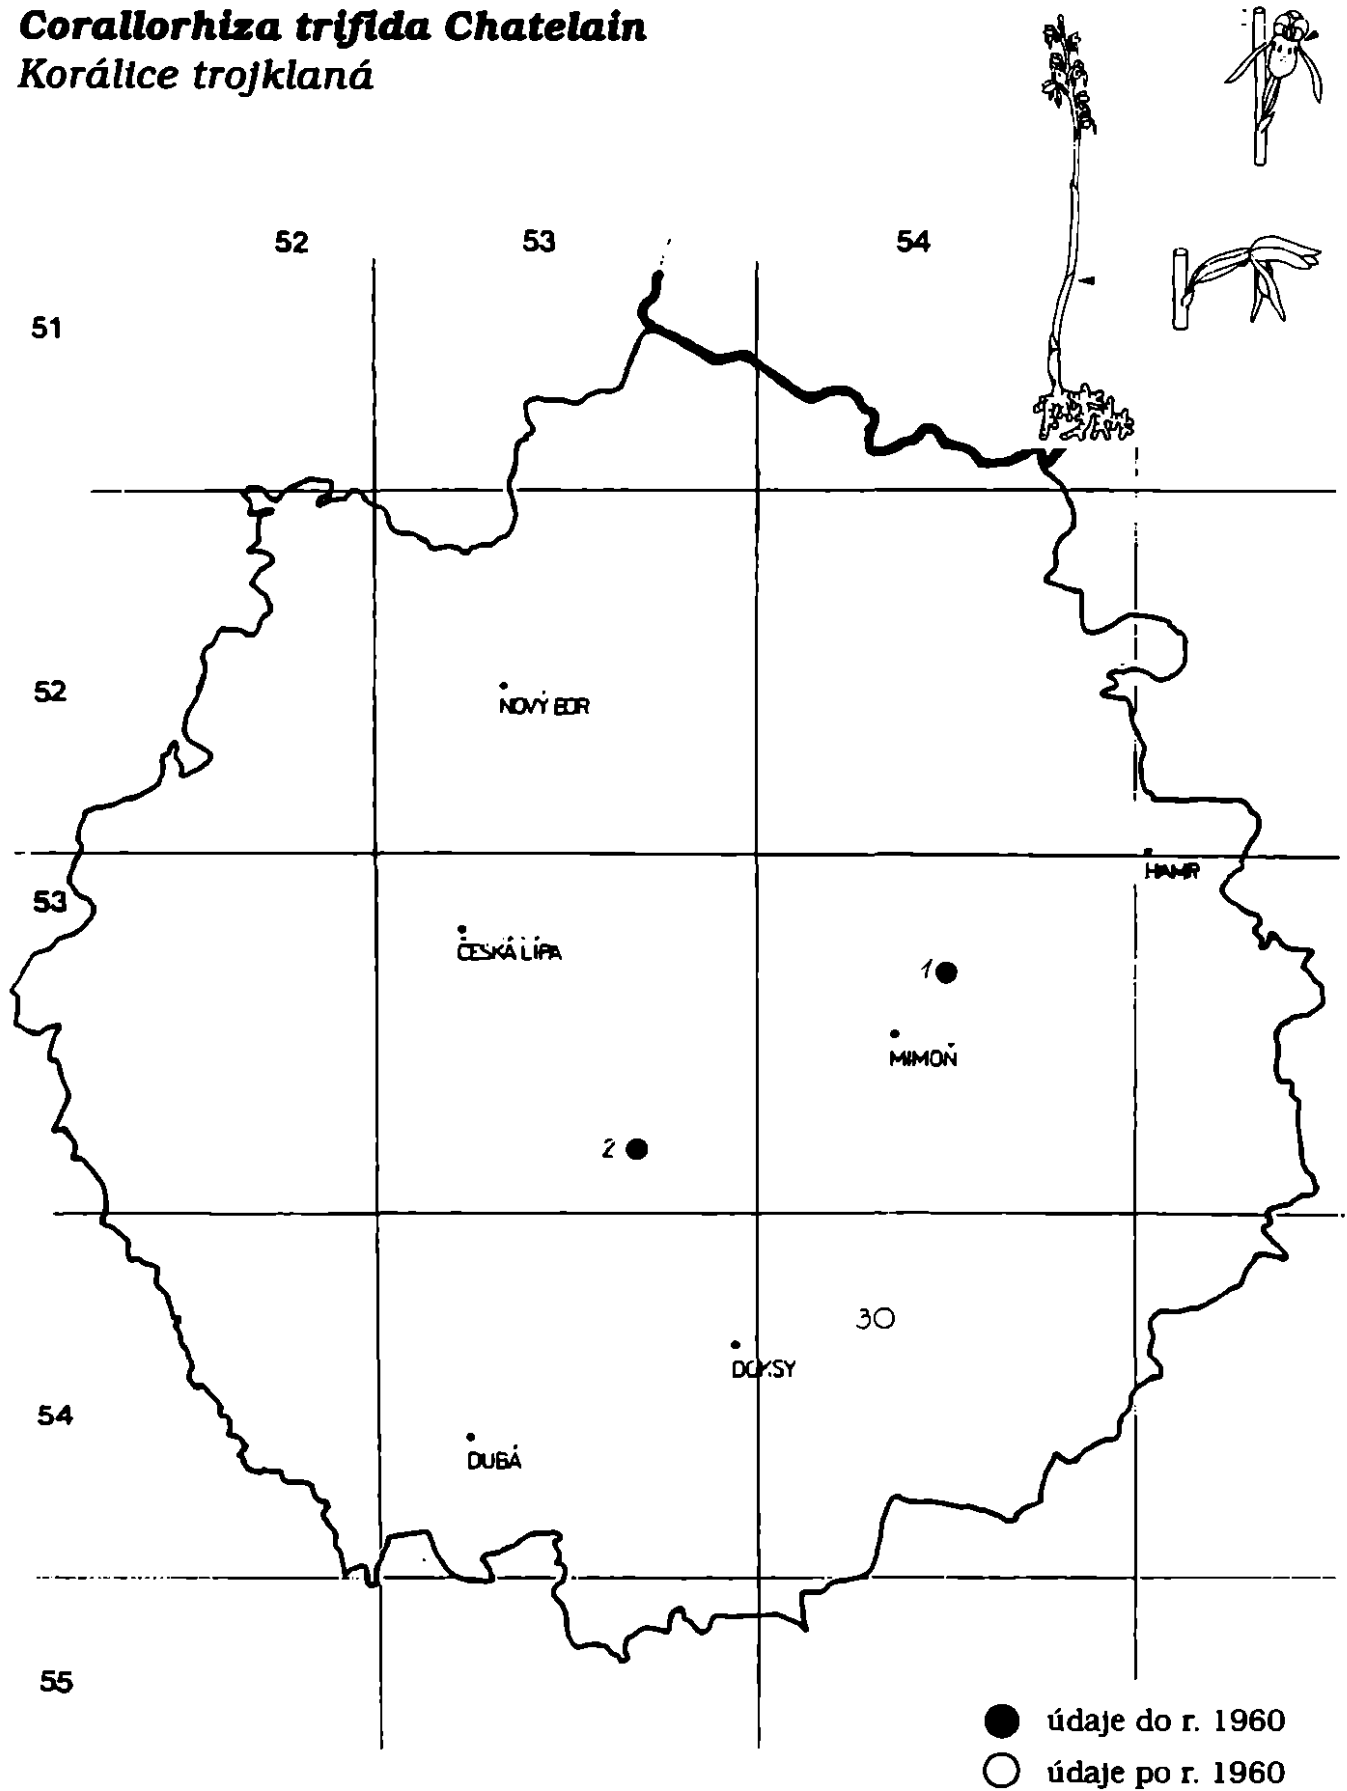 Corallorhiza trifida Chatelain
Korálice trojklaná
52 53 54
51
52
NOVÝ BOR
HAMR
53
ČESKÁ LÍPA
1
MIMOŇ
2
3
DOKSY
54
DUBÁ
55
údaje do r. 1960
údaje po r. 1960